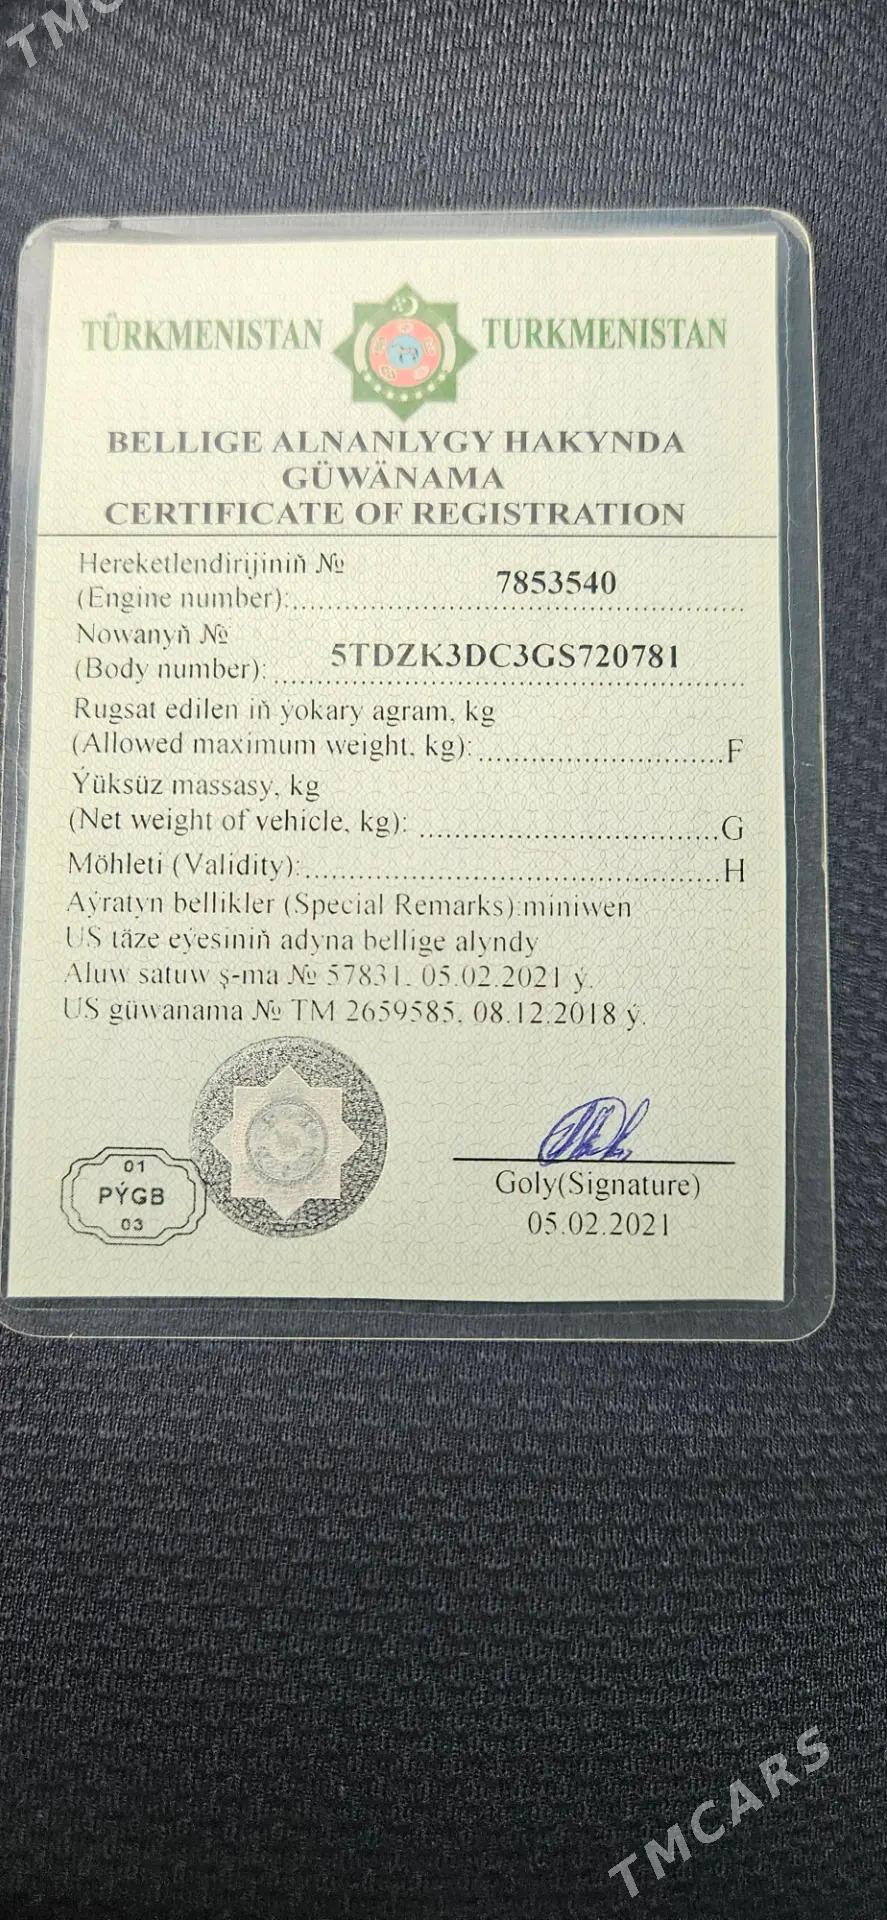 TMC
TÜRKMENISTAN TURKMENISTAN
BELLIGE ALNANLYGY HAKYNDA
GÜWÄNAMA
CERTIFICATE OF REGISTRATION
Hereketlendirijiniň №
(Engine number): 7853540
Nowanyň №
(Body number): 5TDZK3DC3GS720781
Rugsat edilen iň ýokary agram, kg
(Allowed maximum weight, kg): F
Ýüksüz massasy, kg
(Net weight of vehicle, kg): G
Möhleti (Validity): H
Aýratyn bellikler (Special Remarks):miniwen
US täze eýesiniň adyna bellige alyndy
Aluw satuw ş-ma № 57831. 05.02.2021 ý.
US güwanama № TM 2659585. 08.12.2018 ý.
01
PÝGB
03
Goly(Signature)
05.02.2021
TMCARS